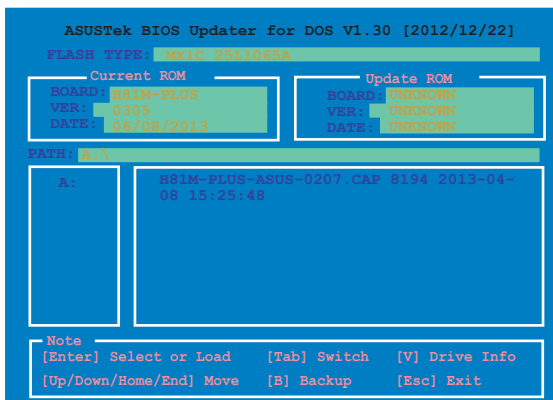 ASUSTek BIOS Updater for DOS V1.30 [2012/12/22]
FLASH TYPE: MXIC 25L1065A
Current ROM
BOARD: H81M-PLUS
VER: 0305
DATE: 06/08/2013
Update ROM
BOARD: UNKNOWN
VER: UNKNOWN
DATE: UNKNOWN
PATH: A:\
A:
H81M-PLUS-ASUS-0207.CAP 8194 2013-04-
08 15:25:48
Note
[Enter] Select or Load [Tab] Switch [V] Drive Info
[Up/Down/Home/End] Move [B] Backup [Esc] Exit